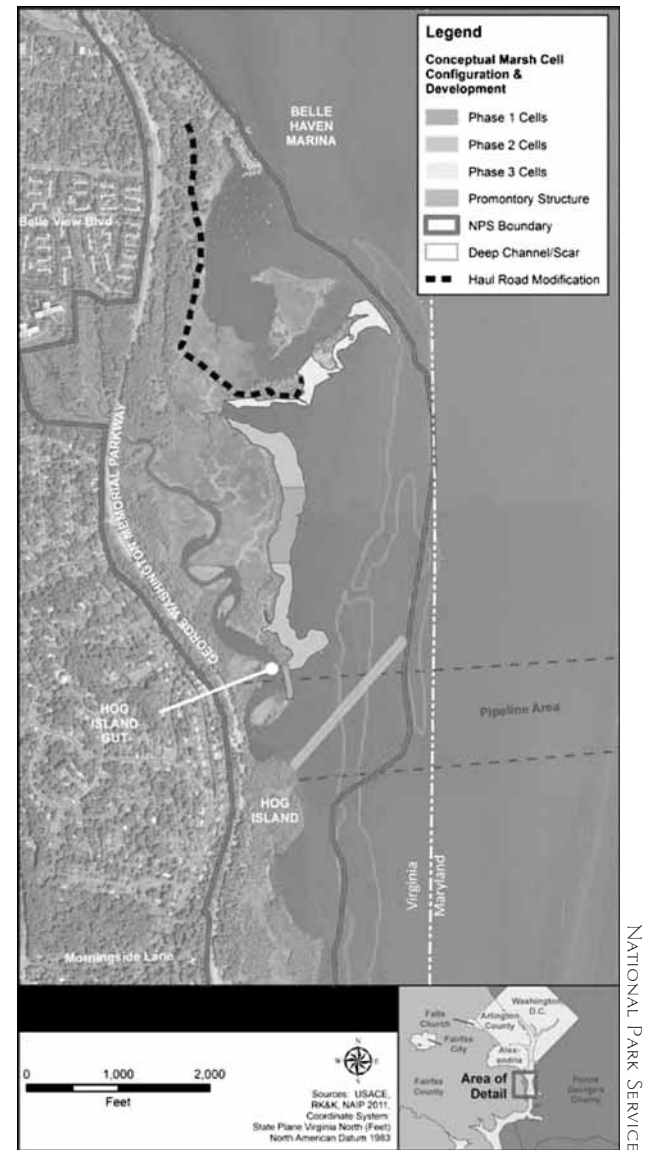 Legend
Conceptual Marsh Cell
Configuration &
Development
Phase 1 Cells
Phase 2 Cells
Phase 3 Cells
Promontory Structure
NPS Boundary
Deep Channel/Scar
Haul Road Modification
BELLE
HAVEN
MARINA
Belle View Blvd
GEORGE WASHINGTON MEMORIAL PARKWAY
HOG
ISLAND
GUT
Pipeline Area
HOG
ISLAND
Virginia
Maryland
Morningside Lane
0 1,000 2,000
Feet
N
E
S
W
Sources: USACE,
RK&K, NAIP 2011,
Coordinate System:
State Plane Virginia North (Feet)
North American Datum 1983
Washington
D.C.
Arlington
County
Falls
Church
Fairfax
City
Alex-
andria
Area of
Detail
Fairfax
County
Prince
George's
County
NATIONAL PARK SERVICE